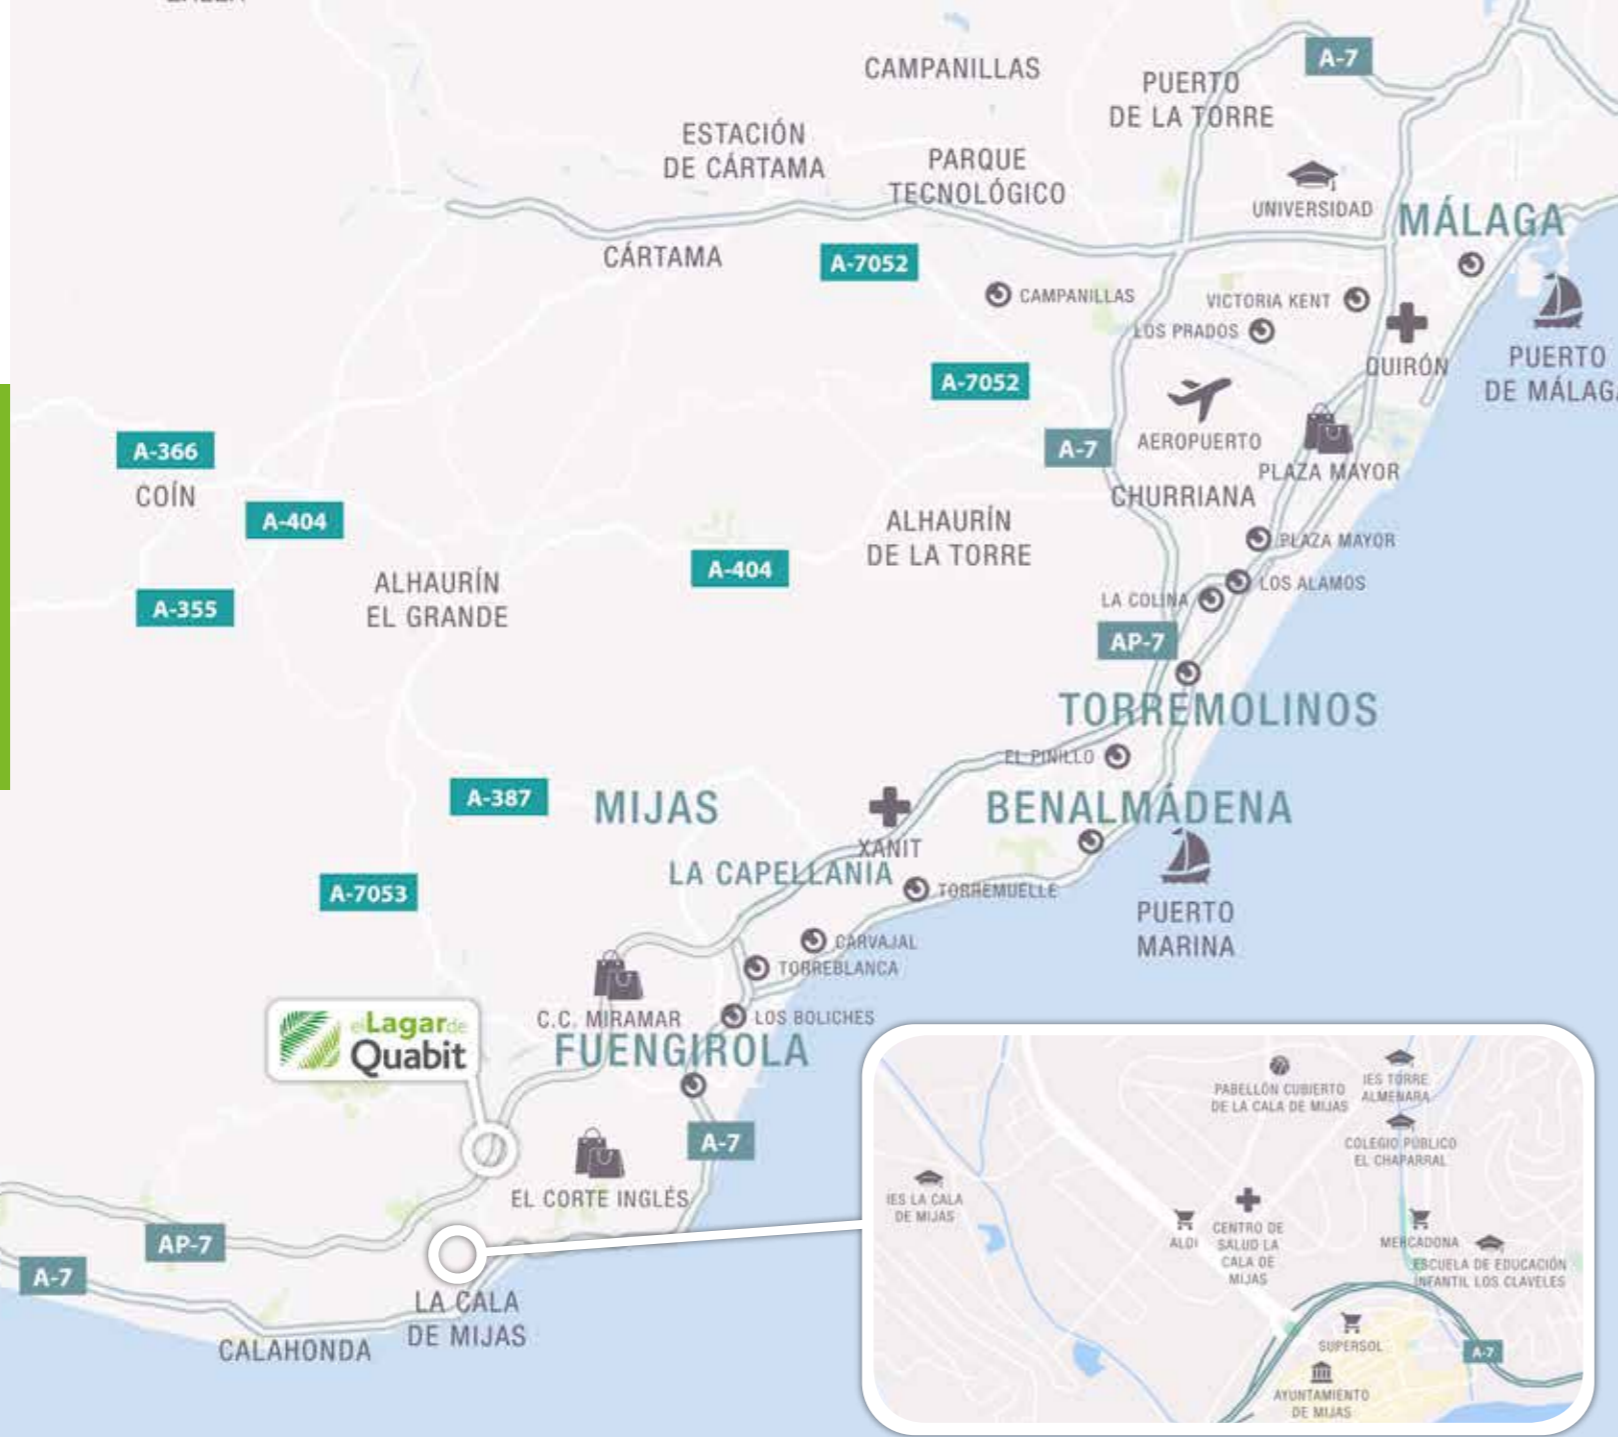 A-7
CAMPANILLAS
PUERTO
DE LA TORRE
ESTACIÓN
DE CÁRTAMA
PARQUE
TECNOLÓGICO
UNIVERSIDAD
MÁLAGA
CÁRTAMA
A-7052
CAMPANILLAS
VICTORIA KENT
LOS PRADOS
QUIRÓN
PUERTO
DE MÁLAGA
A-7052
AEROPUERTO
A-7
PLAZA MAYOR
A-366
COÍN
CHURRIANA
A-404
ALHAURÍN
DE LA TORRE
PLAZA MAYOR
A-404
LOS ALAMOS
LA COLINA
ALHAURÍN
EL GRANDE
A-355
AP-7
TORREMOLINOS
EL PINILLO
A-387
MIJAS
BENALMÁDENA
XANIT
LA CAPELLANIA
TORREMUELLE
A-7053
PUERTO
MARINA
CARVAJAL
TORREBLANCA
C.C. MIRAMAR
LOS BOLICHES
el Lagar de
Quabit
FUENGIROLA
A-7
EL CORTE INGLÉS
AP-7
A-7
LA CALA
DE MIJAS
CALAHONDA
PABELLÓN CUBIERTO
DE LA CALA DE MIJAS
IES TORRE
ALMENARA
COLEGIO PÚBLICO
EL CHAPARRAL
IES LA CALA
DE MIJAS
ALDI
CENTRO DE
SALUD LA
CALA DE
MIJAS
MERCADONA
ESCUELA DE EDUCACIÓN
INFANTIL LOS CLAVELES
SUPERSOL
A-7
AYUNTAMIENTO
DE MIJAS